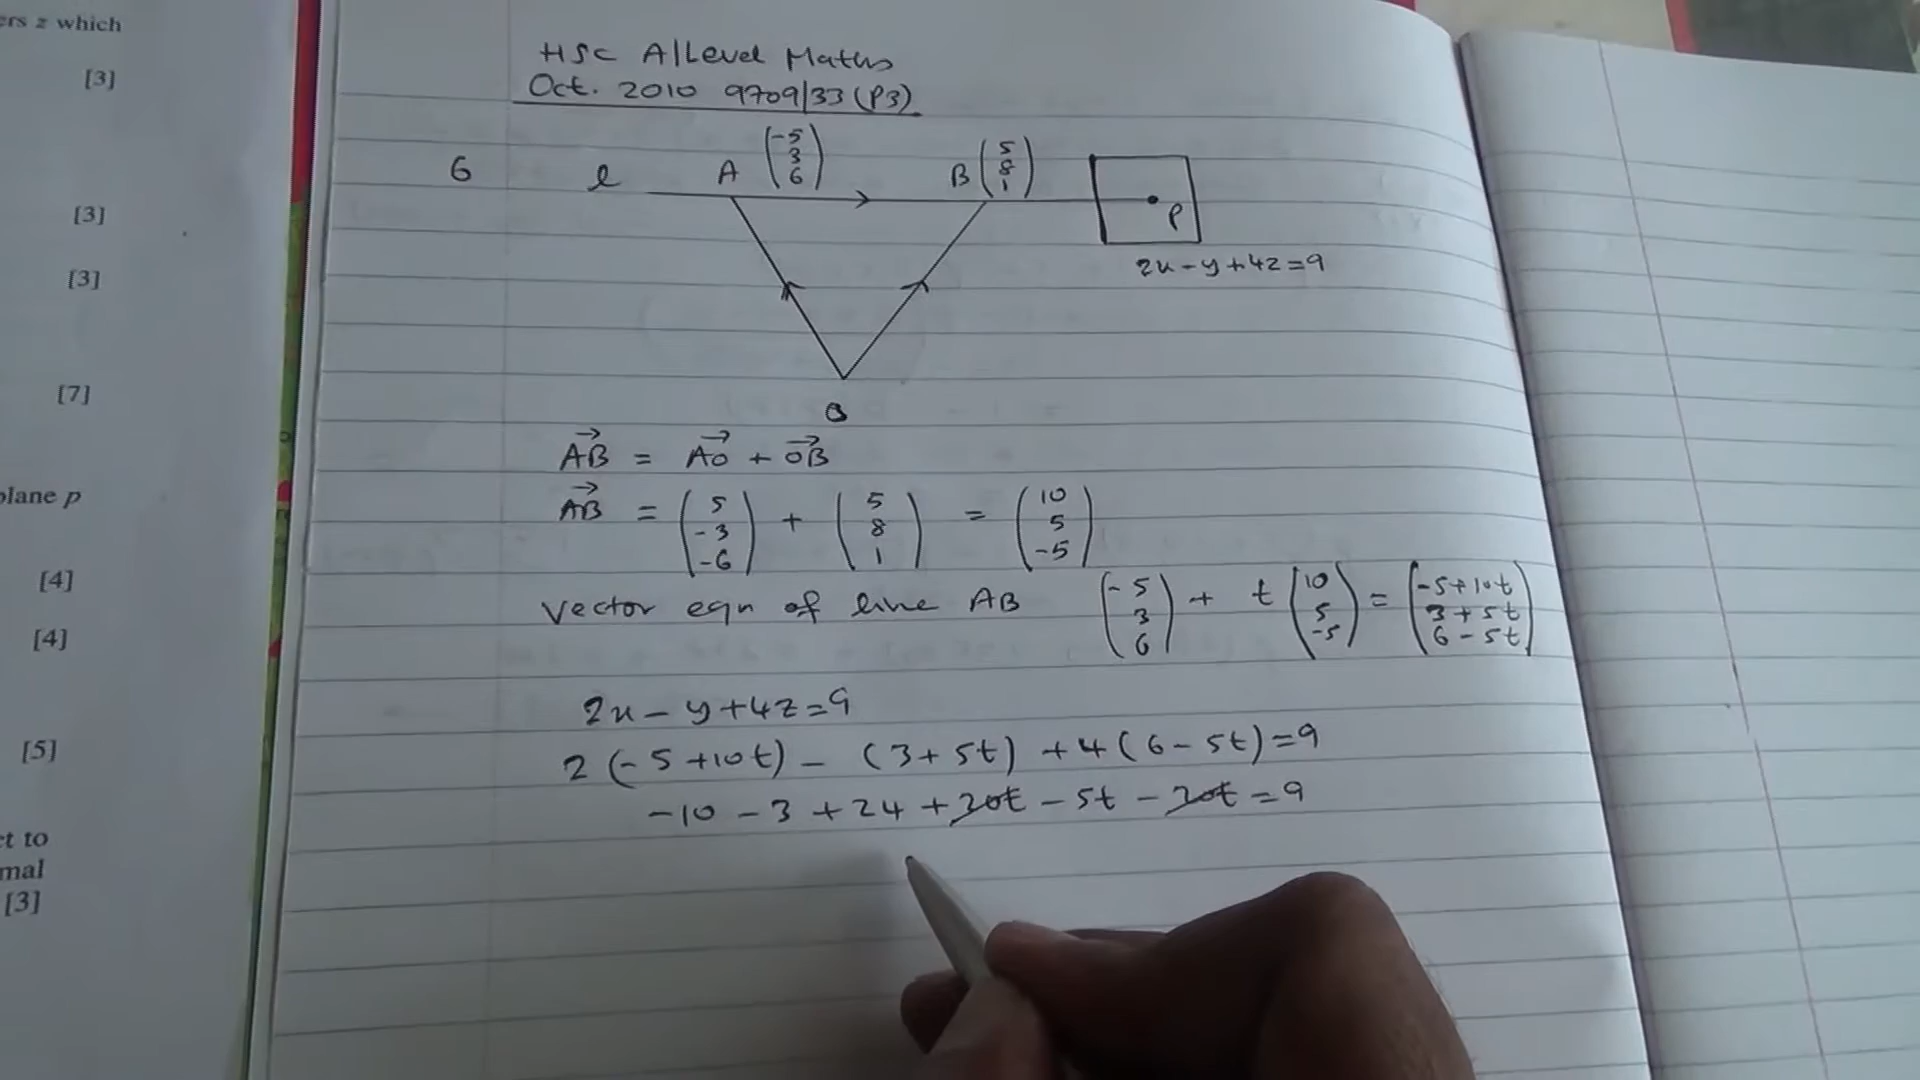 ers z which
[3]
[3]
[3]
[7]
plane p
[4]
[4]
[5]
et to
mal
[3]
HSC A/Level Maths
Oct. 2010 9709/33 (P3)
6 l A (-5 3 6) B (5 8 1)
P
2x - y + 4z = 9
O
AB = AO + OB
AB = (5 -3 -6) + (5 8 1) = (10 5 -5)
Vector eqn of line AB (-5 3 6) + t (10 5 -5) = (-5+10t 3+5t 6-5t)
2x - y + 4z = 9
2(-5+10t) - (3+5t) + 4(6-5t) = 9
-10 - 3 + 24 + 20t - 5t - 20t = 9